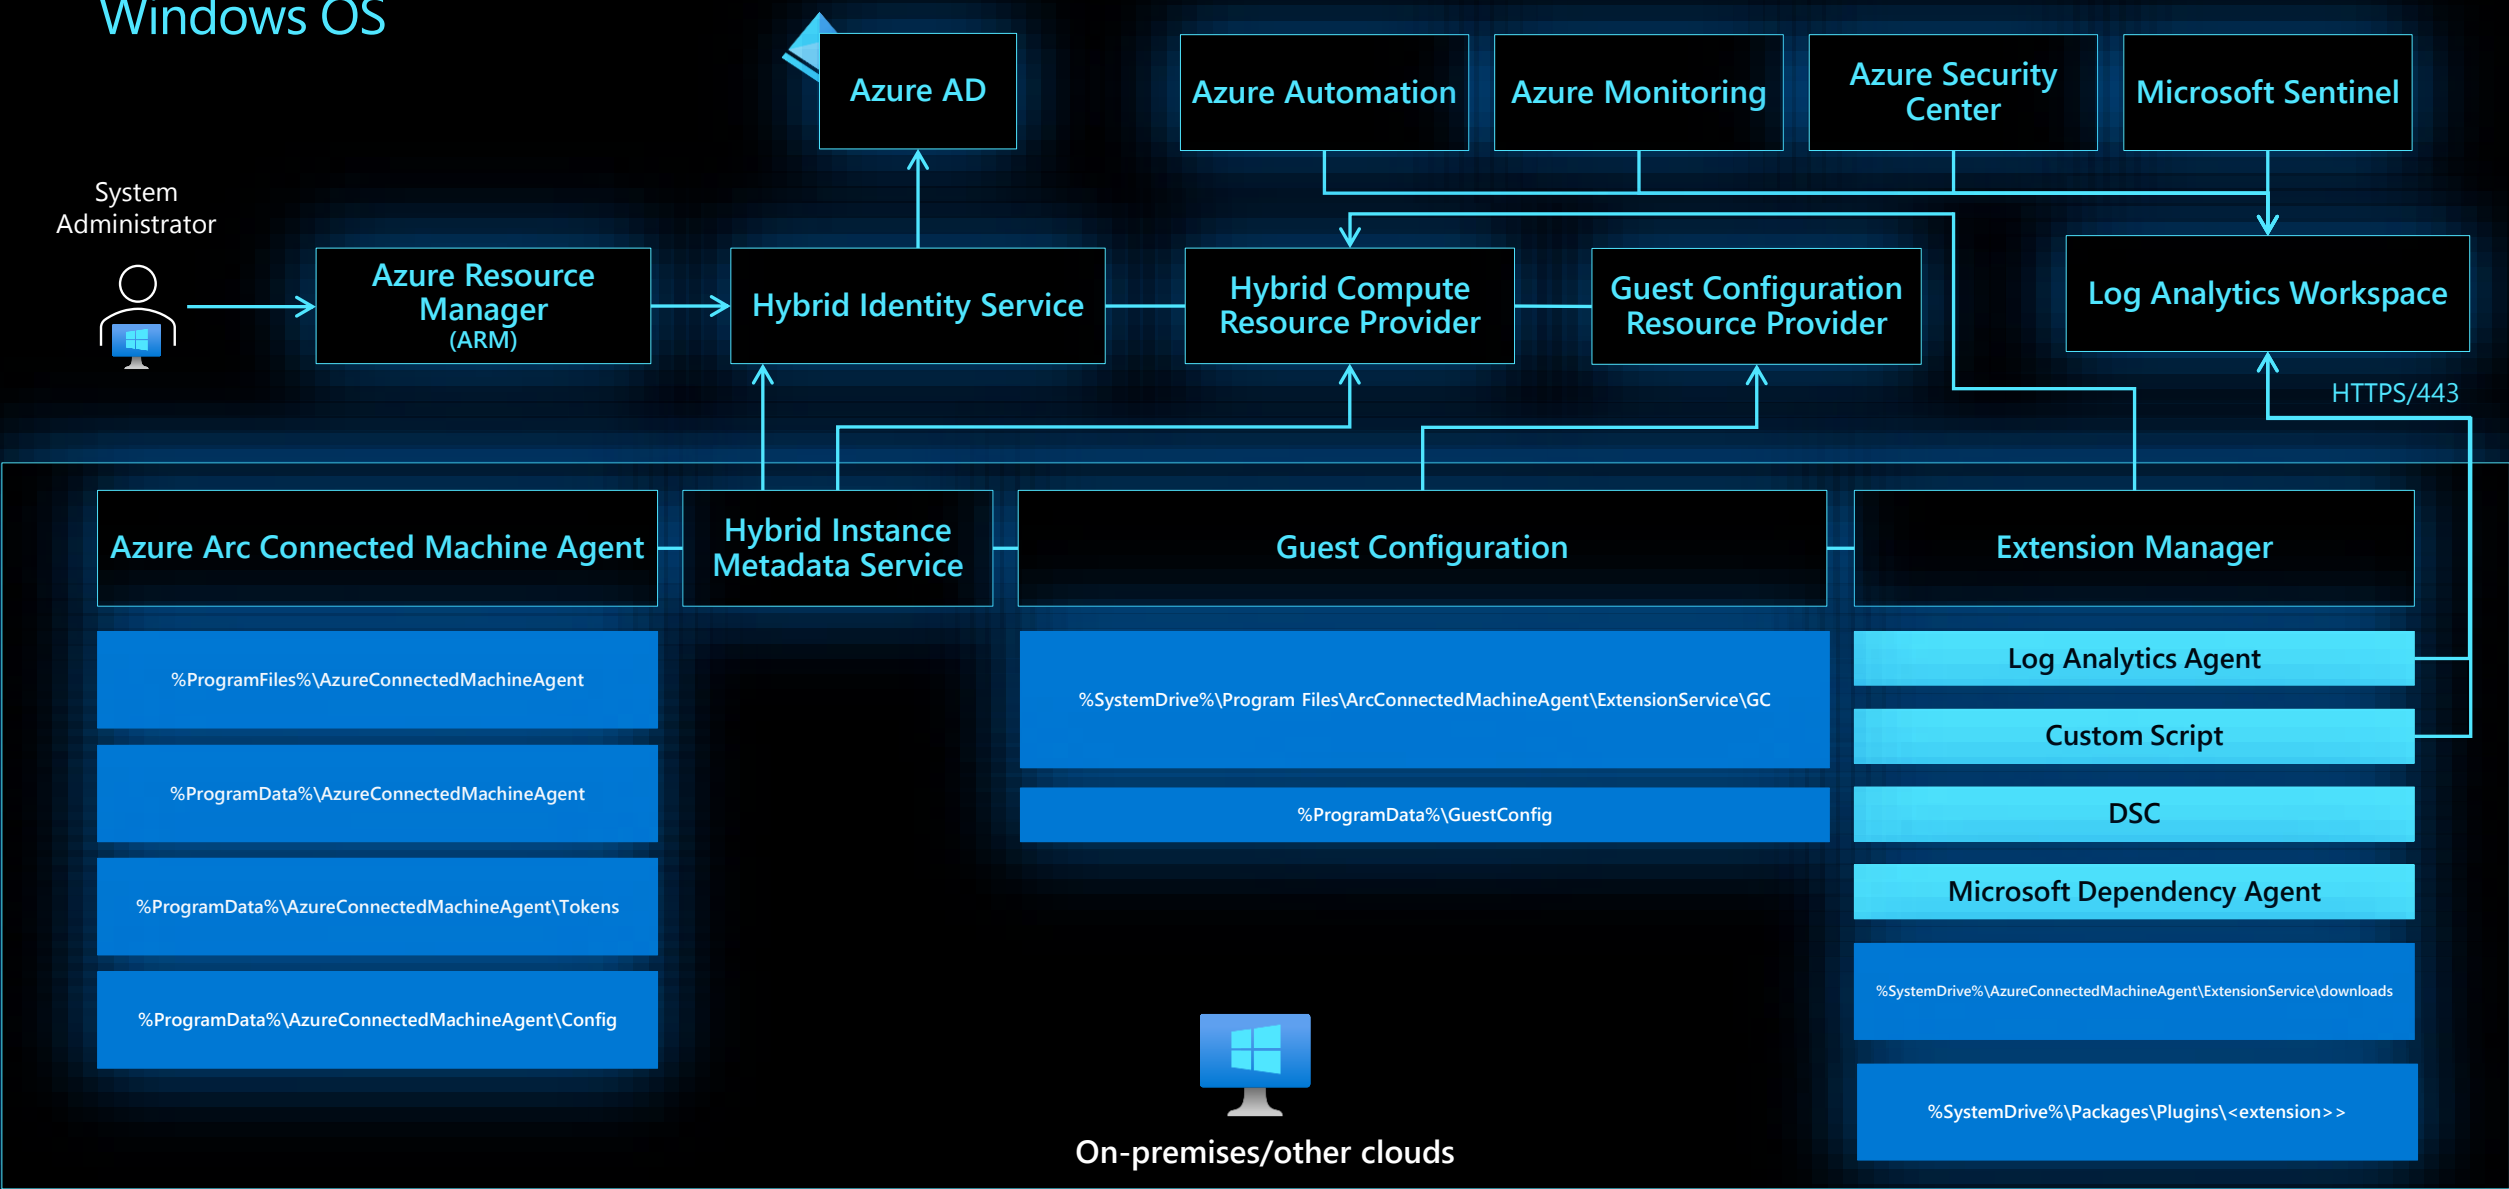 Windows OS
Azure AD
Azure Automation
Azure Monitoring
Azure Security
Center
Microsoft Sentinel
System
Administrator
Azure Resource
Manager
(ARM)
Hybrid Identity Service
Hybrid Compute
Resource Provider
Guest Configuration
Resource Provider
Log Analytics Workspace
HTTPS/443
Azure Arc Connected Machine Agent
Hybrid Instance
Metadata Service
Guest Configuration
Extension Manager
%ProgramFiles%\AzureConnectedMachineAgent
%ProgramData%\AzureConnectedMachineAgent
%ProgramData%\AzureConnectedMachineAgent\Tokens
%ProgramData%\AzureConnectedMachineAgent\Config
%SystemDrive%\Program Files\ArcConnectedMachineAgent\ExtensionService\GC
%ProgramData%\GuestConfig
Log Analytics Agent
Custom Script
DSC
Microsoft Dependency Agent
%SystemDrive%\AzureConnectedMachineAgent\ExtensionService\downloads
%SystemDrive%\Packages\Plugins\<extension>>
On-premises/other clouds